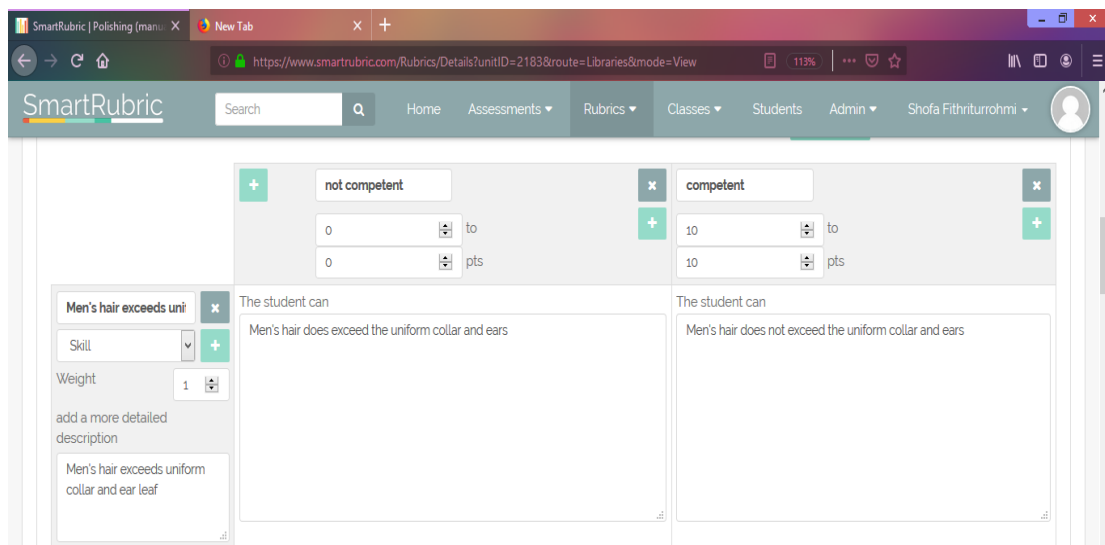 SmartRubric | Polishing (manu
New Tab
https://www.smartrubric.com/Rubrics/Details?unitID=2183&route=Libraries&mode=View
113%
SmartRubric
Search
Home
Assessments
Rubrics
Classes
Students
Admin
Shofa Fithriturrohmi
not competent
competent
0
to
10
to
0
pts
10
pts
Men's hair exceeds uni
Skill
Weight
1
add a more detailed
description
Men's hair exceeds uniform
collar and ear leaf
The student can
Men's hair does exceed the uniform collar and ears
The student can
Men's hair does not exceed the uniform collar and ears